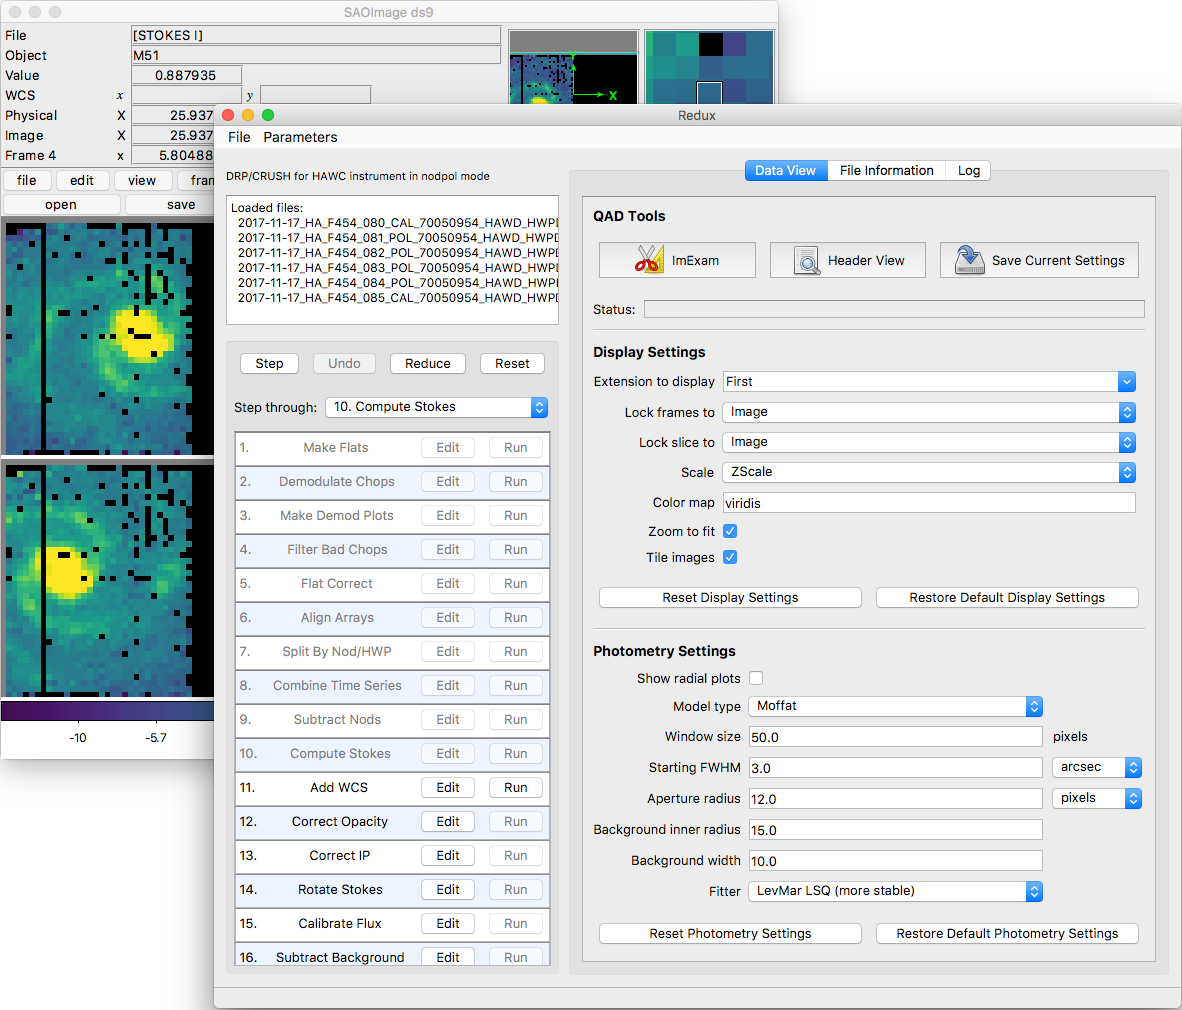 SAOImage ds9
File [STOKES I]
Object M51
Value 0.887935
WCS x y
Physical X 25.937
Image X 25.937
Frame 4 x 5.80488
file edit view
open save
X
-10 -5.7
Redux
File Parameters
DRP/CRUSH for HAWC instrument in nodpol mode
Loaded files:
2017-11-17_HA_F454_080_CAL_70050954_HAWD_HWPD
2017-11-17_HA_F454_081_POL_70050954_HAWD_HWPD
2017-11-17_HA_F454_082_POL_70050954_HAWD_HWPD
2017-11-17_HA_F454_083_POL_70050954_HAWD_HWPD
2017-11-17_HA_F454_084_POL_70050954_HAWD_HWPD
2017-11-17_HA_F454_085_CAL_70050954_HAWD_HWPD
Step Undo Reduce Reset
Step through: 10. Compute Stokes
1. Make Flats Edit Run
2. Demodulate Chops Edit Run
3. Make Demod Plots Edit Run
4. Filter Bad Chops Edit Run
5. Flat Correct Edit Run
6. Align Arrays Edit Run
7. Split By Nod/HWP Edit Run
8. Combine Time Series Edit Run
9. Subtract Nods Edit Run
10. Compute Stokes Edit Run
11. Add WCS Edit Run
12. Correct Opacity Edit Run
13. Correct IP Edit Run
14. Rotate Stokes Edit Run
15. Calibrate Flux Edit Run
16. Subtract Background Edit Run
Data View File Information Log
QAD Tools
ImExam Header View Save Current Settings
Status:
Display Settings
Extension to display First
Lock frames to Image
Lock slice to Image
Scale ZScale
Color map viridis
Zoom to fit
Tile images
Reset Display Settings Restore Default Display Settings
Photometry Settings
Show radial plots
Model type Moffat
Window size 50.0 pixels
Starting FWHM 3.0 arcsec
Aperture radius 12.0 pixels
Background inner radius 15.0
Background width 10.0
Fitter LevMar LSQ (more stable)
Reset Photometry Settings Restore Default Photometry Settings